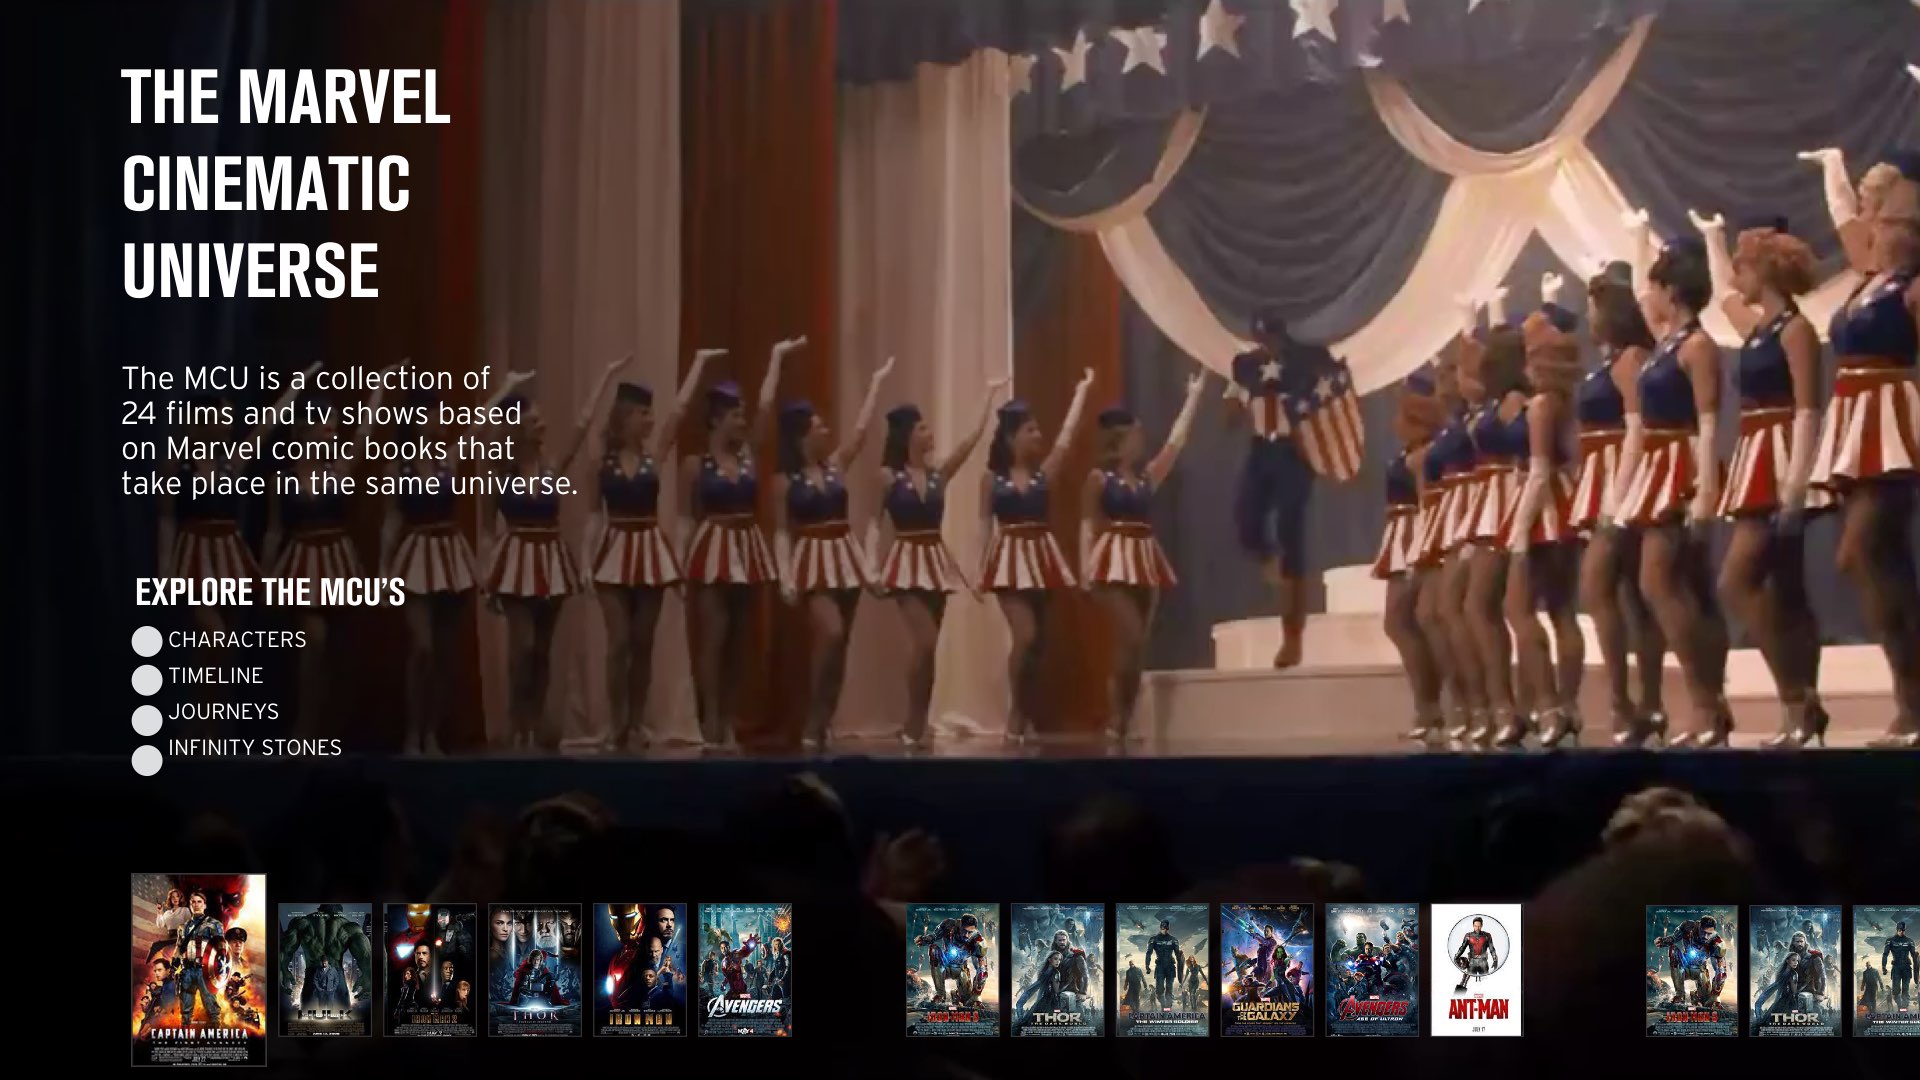 THE MARVEL
CINEMATIC
UNIVERSE
The MCU is a collection of
24 films and tv shows based
on Marvel comic books that
take place in the same universe.
EXPLORE THE MCU'S
CHARACTERS
TIMELINE
JOURNEYS
INFINITY STONES
CAPTAIN AMERICA
THE FIRST AVENGER
IRON MAN 2
THOR
IRON MAN
AVENGERS
IRON MAN 3
THOR
THE DARK WORLD
CAPTAIN AMERICA
THE WINTER SOLDIER
GUARDIANS
OF THE GALAXY
AVENGERS
AGE OF ULTRON
ANT-MAN
JULY 17
IRON MAN 3
THOR
THE DARK WORLD